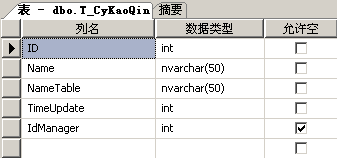 表 - dbo.T_CyKaoQin 摘要
列名 数据类型 允许空
ID int
Name nvarchar(50)
NameTable nvarchar(50)
TimeUpdate int
IdManager int